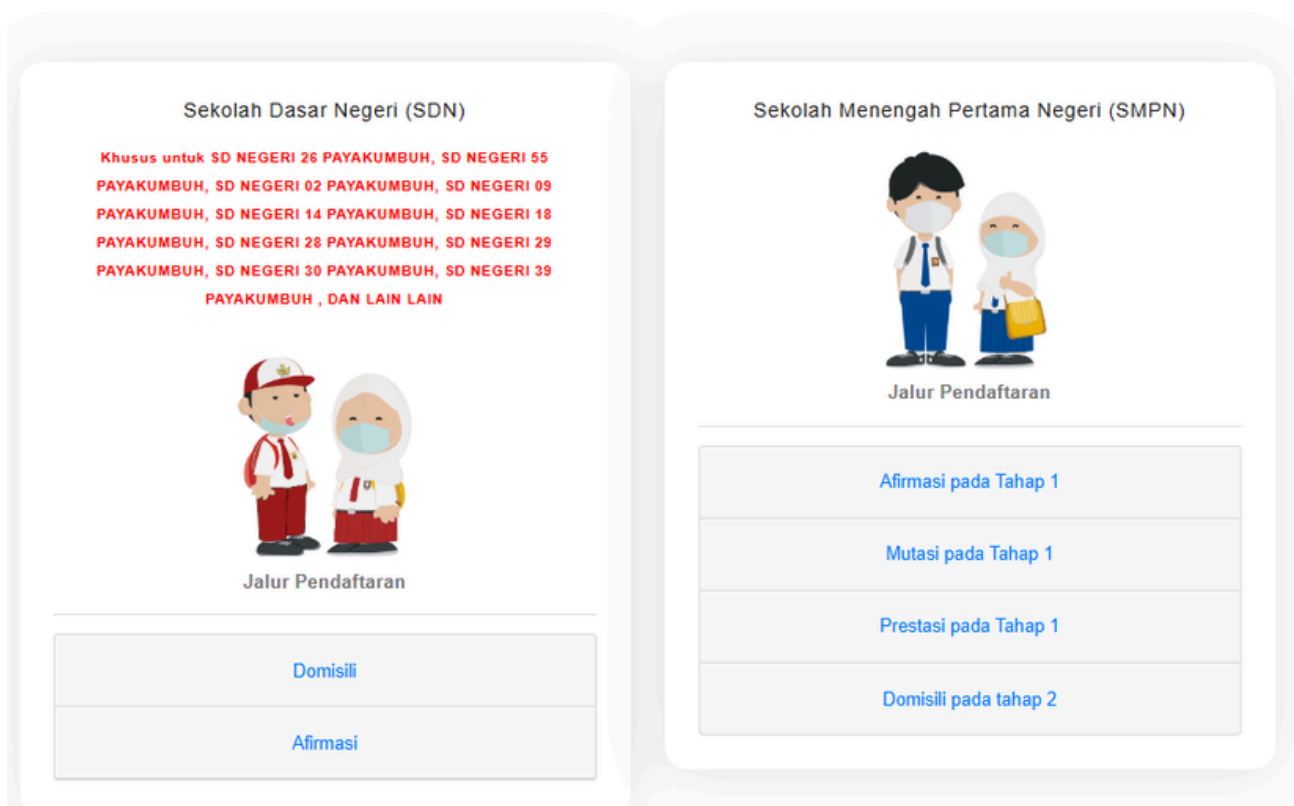 Sekolah Dasar Negeri (SDN)
Khusus untuk SD NEGERI 26 PAYAKUMBUH, SD NEGERI 55
PAYAKUMBUH, SD NEGERI 02 PAYAKUMBUH, SD NEGERI 09
PAYAKUMBUH, SD NEGERI 14 PAYAKUMBUH, SD NEGERI 18
PAYAKUMBUH, SD NEGERI 28 PAYAKUMBUH, SD NEGERI 29
PAYAKUMBUH, SD NEGERI 30 PAYAKUMBUH, SD NEGERI 39
PAYAKUMBUH , DAN LAIN LAIN
Jalur Pendaftaran
Domisili
Afirmasi
Sekolah Menengah Pertama Negeri (SMPN)
Jalur Pendaftaran
Afirmasi pada Tahap 1
Mutasi pada Tahap 1
Prestasi pada Tahap 1
Domisili pada tahap 2